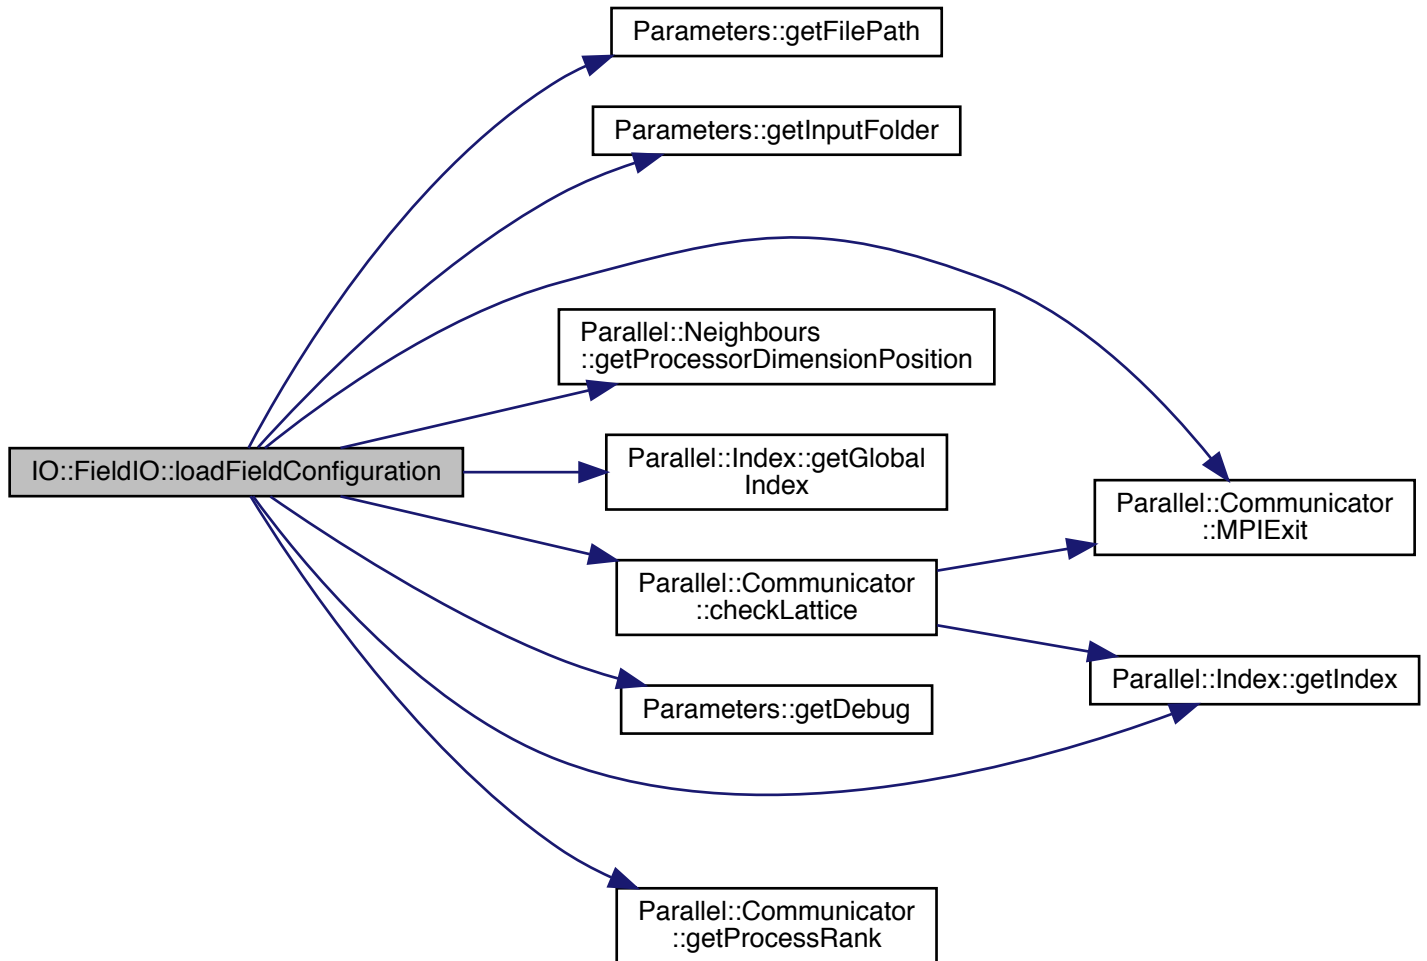 Parameters::getFilePath
Parameters::getInputFolder
Parallel::Neighbours
::getProcessorDimensionPosition
IO::FieldIO::loadFieldConfiguration
Parallel::Index::getGlobal
Index
Parallel::Communicator
::MPIExit
Parallel::Communicator
::checkLattice
Parallel::Index::getIndex
Parameters::getDebug
Parallel::Communicator
::getProcessRank